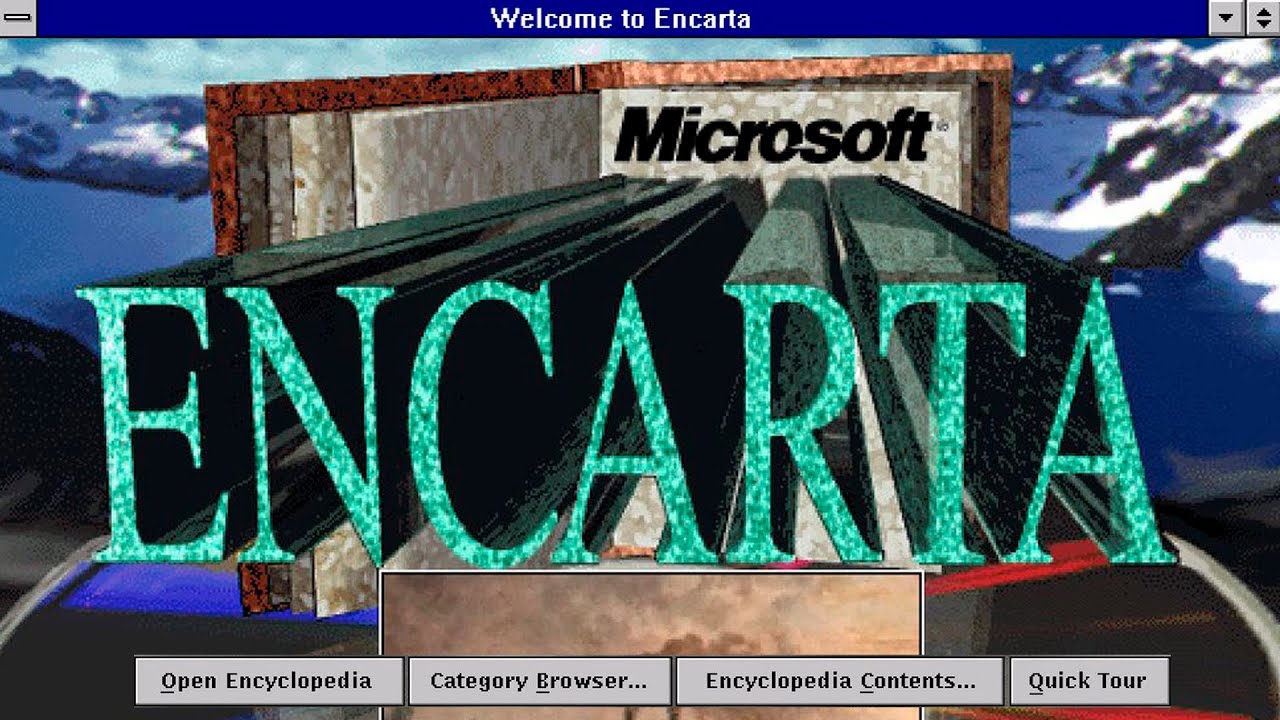 Welcome to Encarta
Microsoft®
ENCARTA
Open Encyclopedia
Category Browser...
Encyclopedia Contents...
Quick Tour